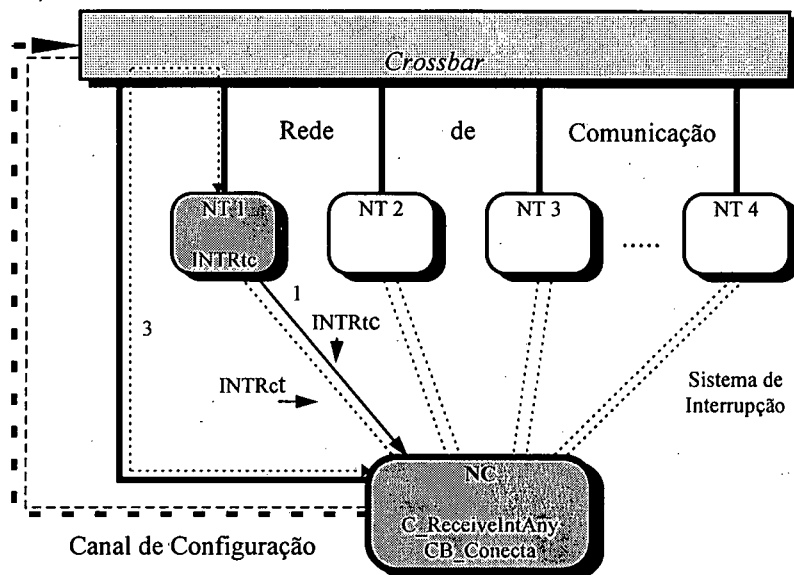 Crossbar
Rede de Comunicação
NT 1
INTRtc
NT 2
NT 3
.....
NT 4
1
INTRtc
3
INTRct
Sistema de
Interrupção
NC
C_ReceiveIntAny
CB_Conecta
Canal de Configuração